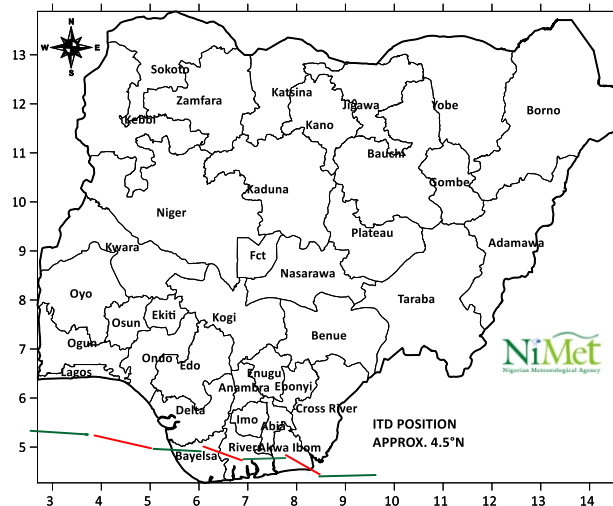 N
W E
S
13
12
11
10
9
8
7
6
5
Sokoto
Zamfara
Katsina
Kebbi
Jigawa
Yobe
Borno
Kano
Bauchi
Gombe
Kaduna
Niger
Plateau
Adamawa
Kwara
Fct
Nasarawa
Oyo
Taraba
Ekiti
Kogi
Osun
Benue
Ogun
Ondo
Edo
Lagos
Enugu
Anambra
Ebonyi
Delta
Cross River
Imo
Abia
Rivers
Akwa Ibom
Bayelsa
NiMet
Nigerian Meteorological Agency
ITD POSITION
APPROX. 4.5°N
3 4 5 6 7 8 9 10 11 12 13 14